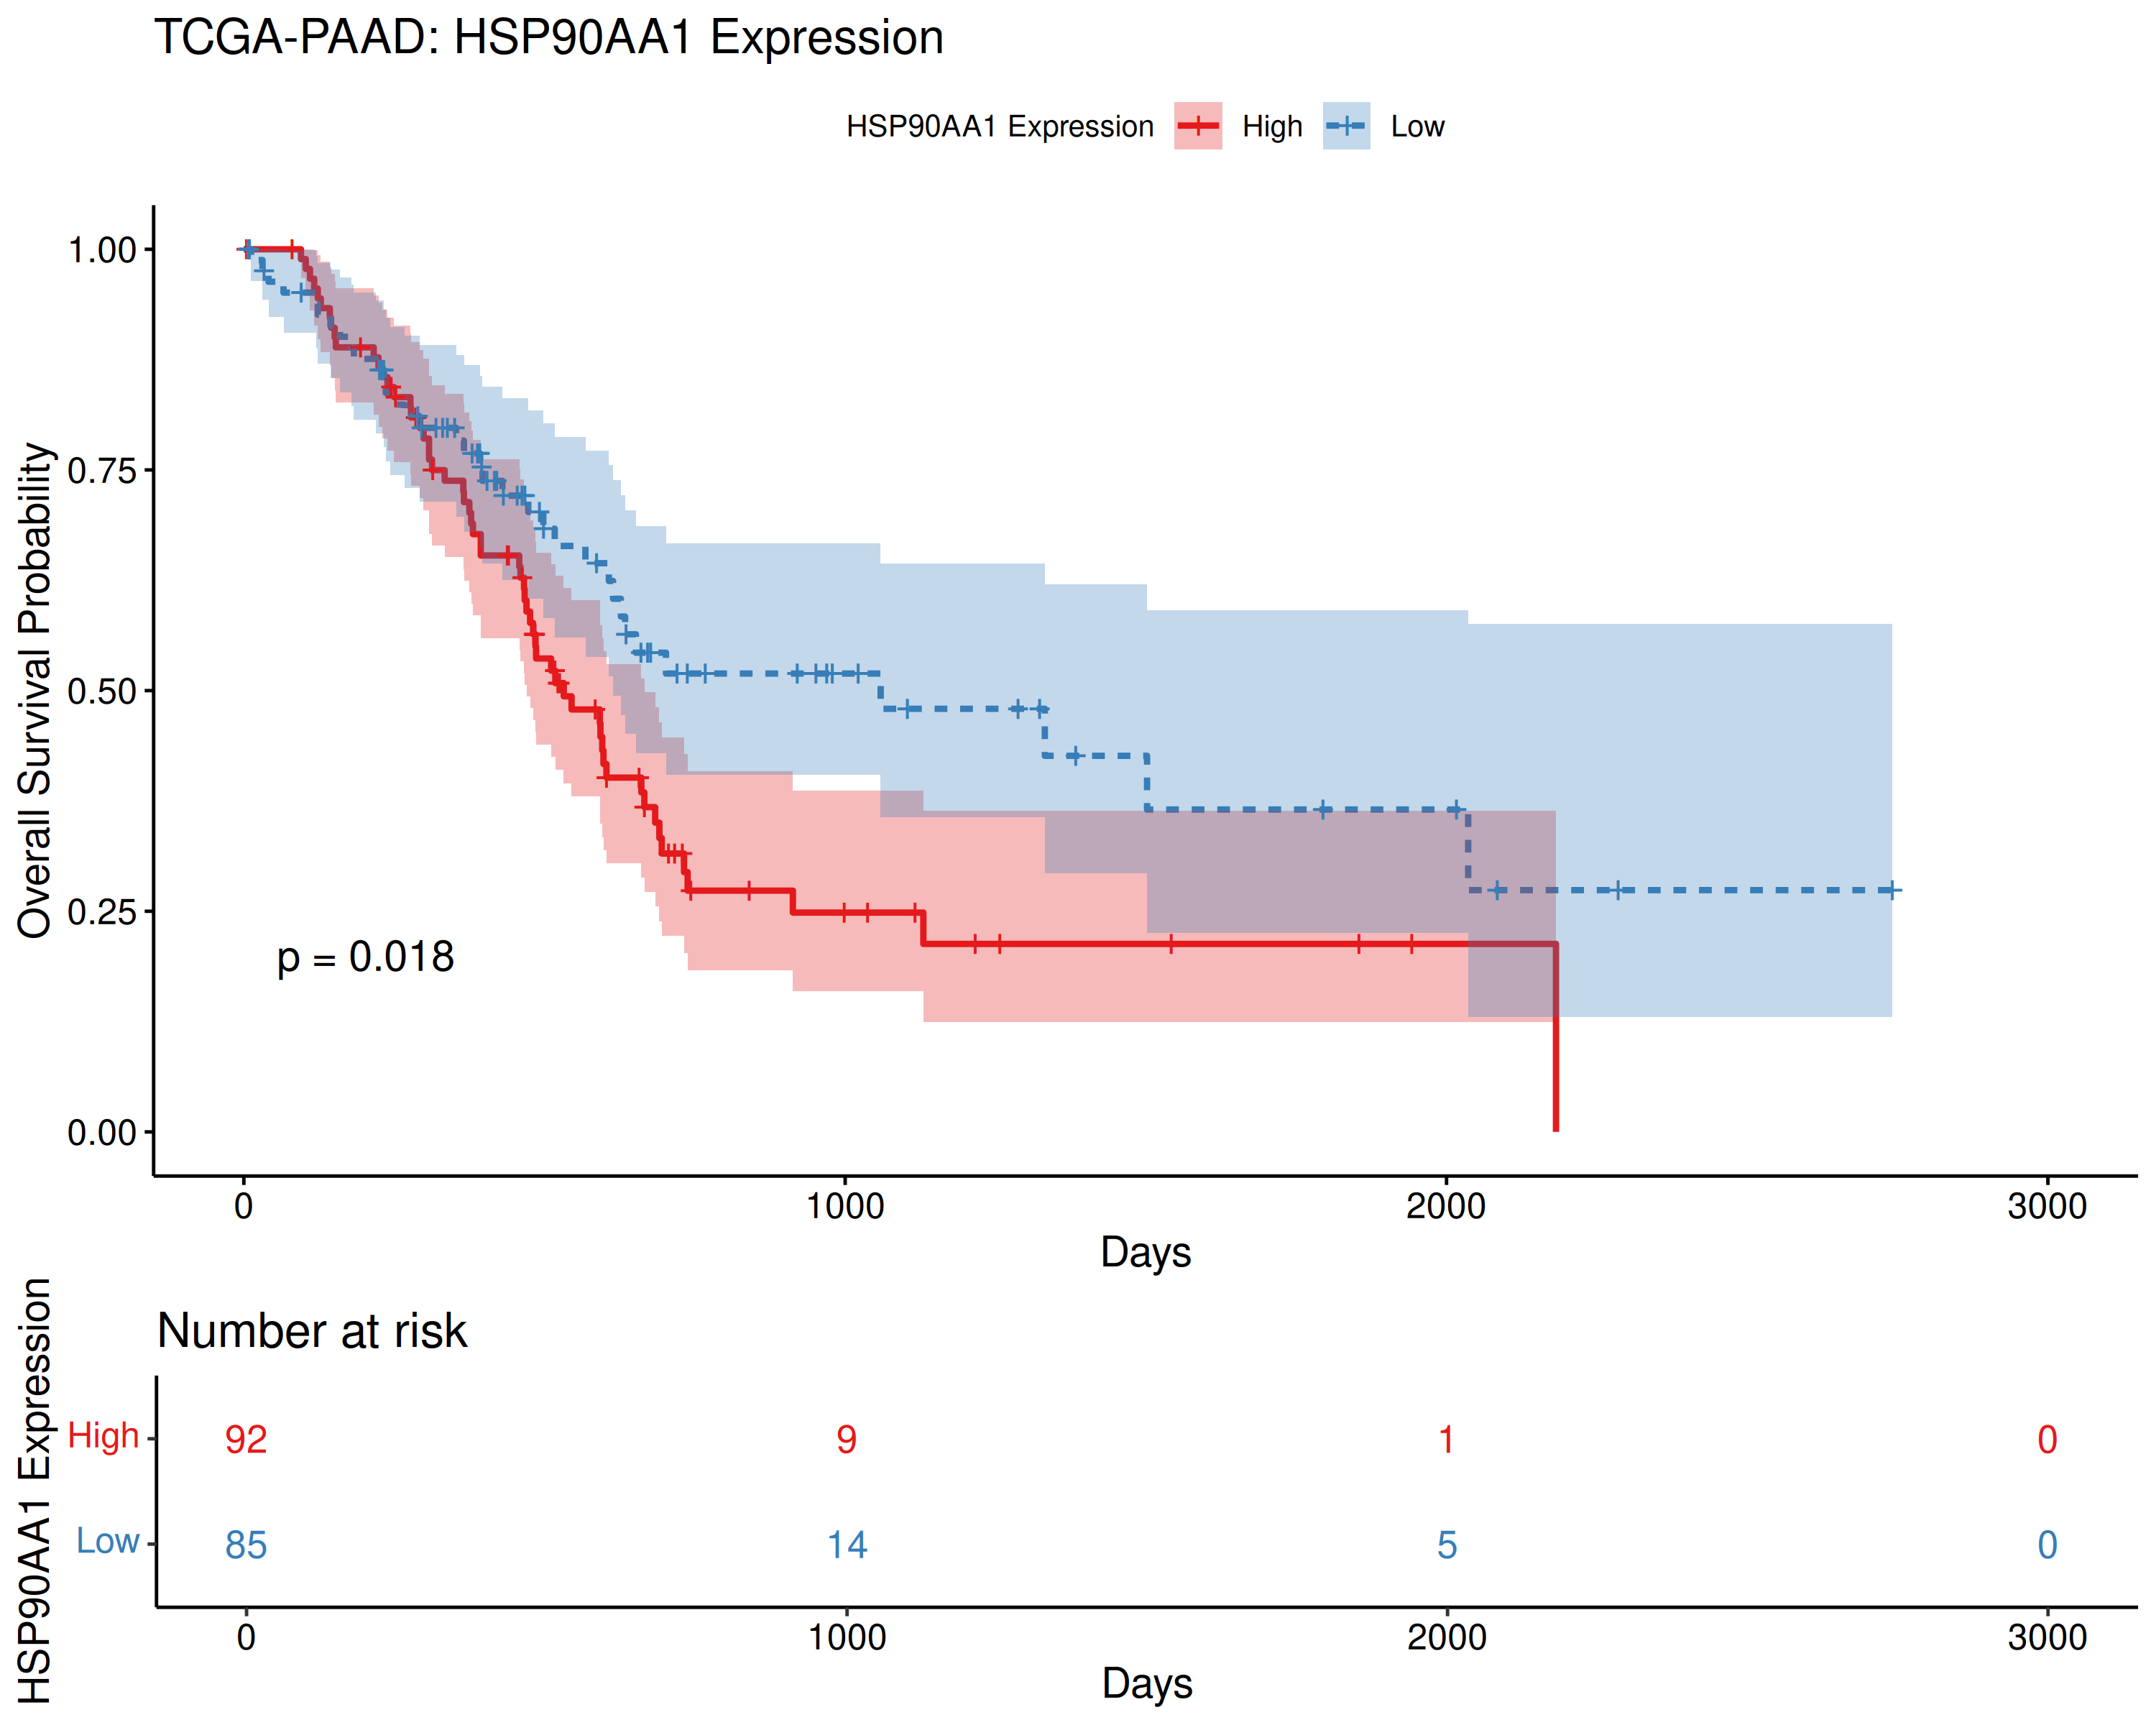 TCGA-PAAD: HSP90AA1 Expression
HSP90AA1 Expression High Low
Overall Survival Probability
1.00
0.75
0.50
0.25
0.00
p = 0.018
0 1000 2000 3000
Days
Number at risk
HSP90AA1 Expression
High 92 9 1 0
Low 85 14 5 0
0 1000 2000 3000
Days